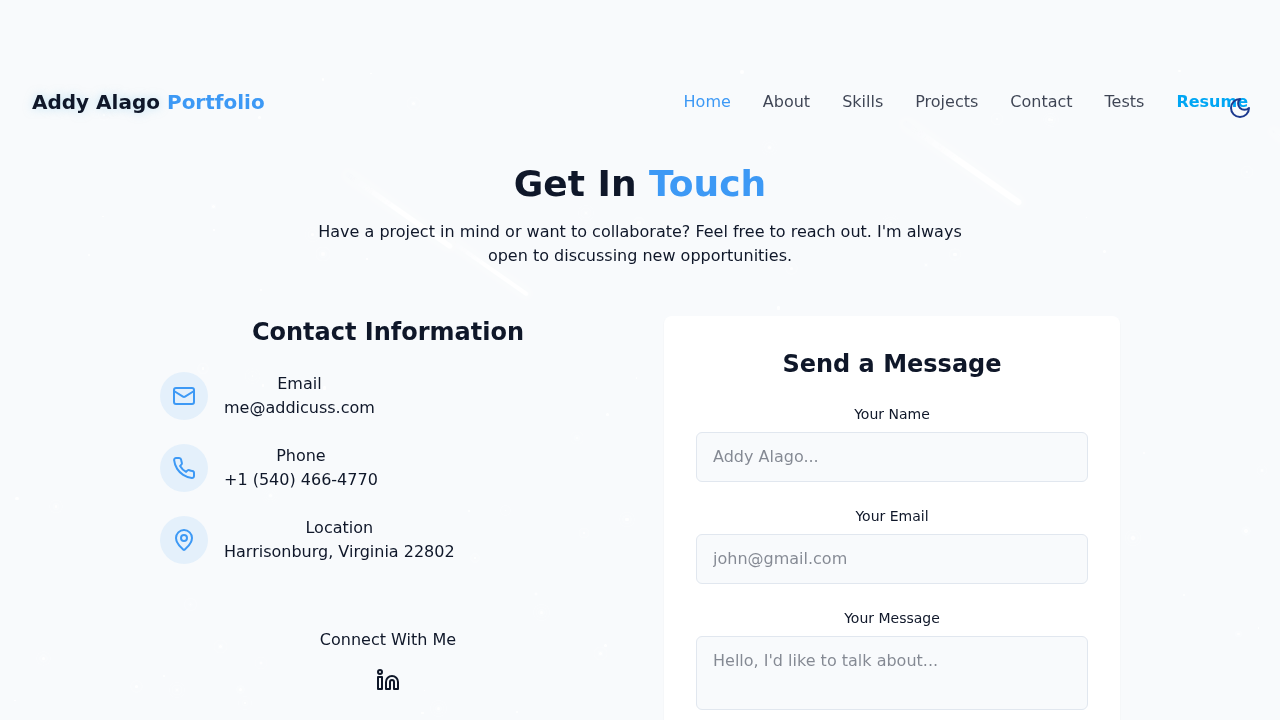 Addy Alago Portfolio
Home About Skills Projects Contact Tests Resume
Get In Touch
Have a project in mind or want to collaborate? Feel free to reach out. I'm always
open to discussing new opportunities.
Contact Information
Email
me@addicuss.com
Phone
+1 (540) 466-4770
Location
Harrisonburg, Virginia 22802
Connect With Me
Send a Message
Your Name
Addy Alago...
Your Email
john@gmail.com
Your Message
Hello, I'd like to talk about...